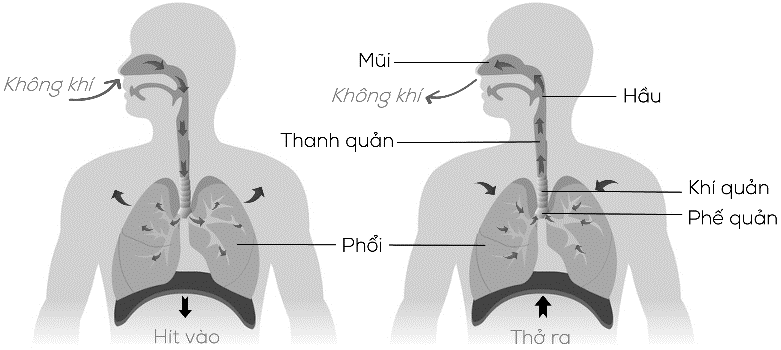 Mũi
Không khí
Không khí
Hầu
Thanh quản
Khí quản
Phế quản
Phổi
Hít vào
Thở ra